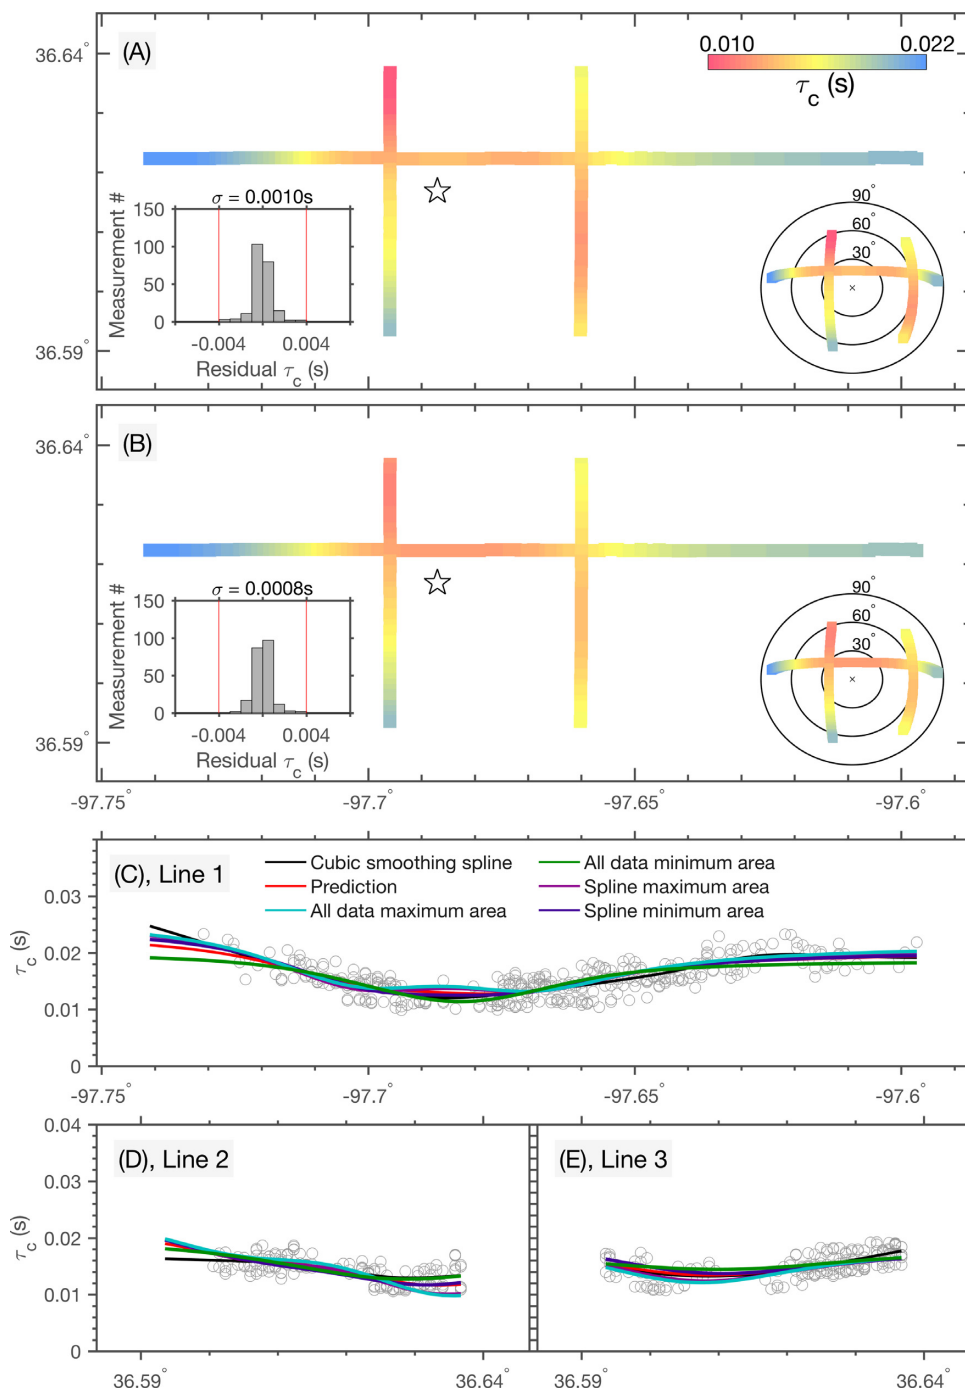 (A)
0.010 0.022
τc (s)
36.64°
36.59°
σ = 0.0010s
Measurement #
150
100
50
0
-0.004 0.004
Residual τc (s)
90°
60°
30°
(B)
36.64°
36.59°
σ = 0.0008s
Measurement #
150
100
50
0
-0.004 0.004
Residual τc (s)
90°
60°
30°
-97.75° -97.7° -97.65° -97.6°
(C), Line 1
Cubic smoothing spline
Prediction
All data maximum area
All data minimum area
Spline maximum area
Spline minimum area
τc (s)
0.03
0.02
0.01
0
-97.75° -97.7° -97.65° -97.6°
(D), Line 2
(E), Line 3
τc (s)
0.04
0.03
0.02
0.01
0
36.59° 36.64° 36.59° 36.64°